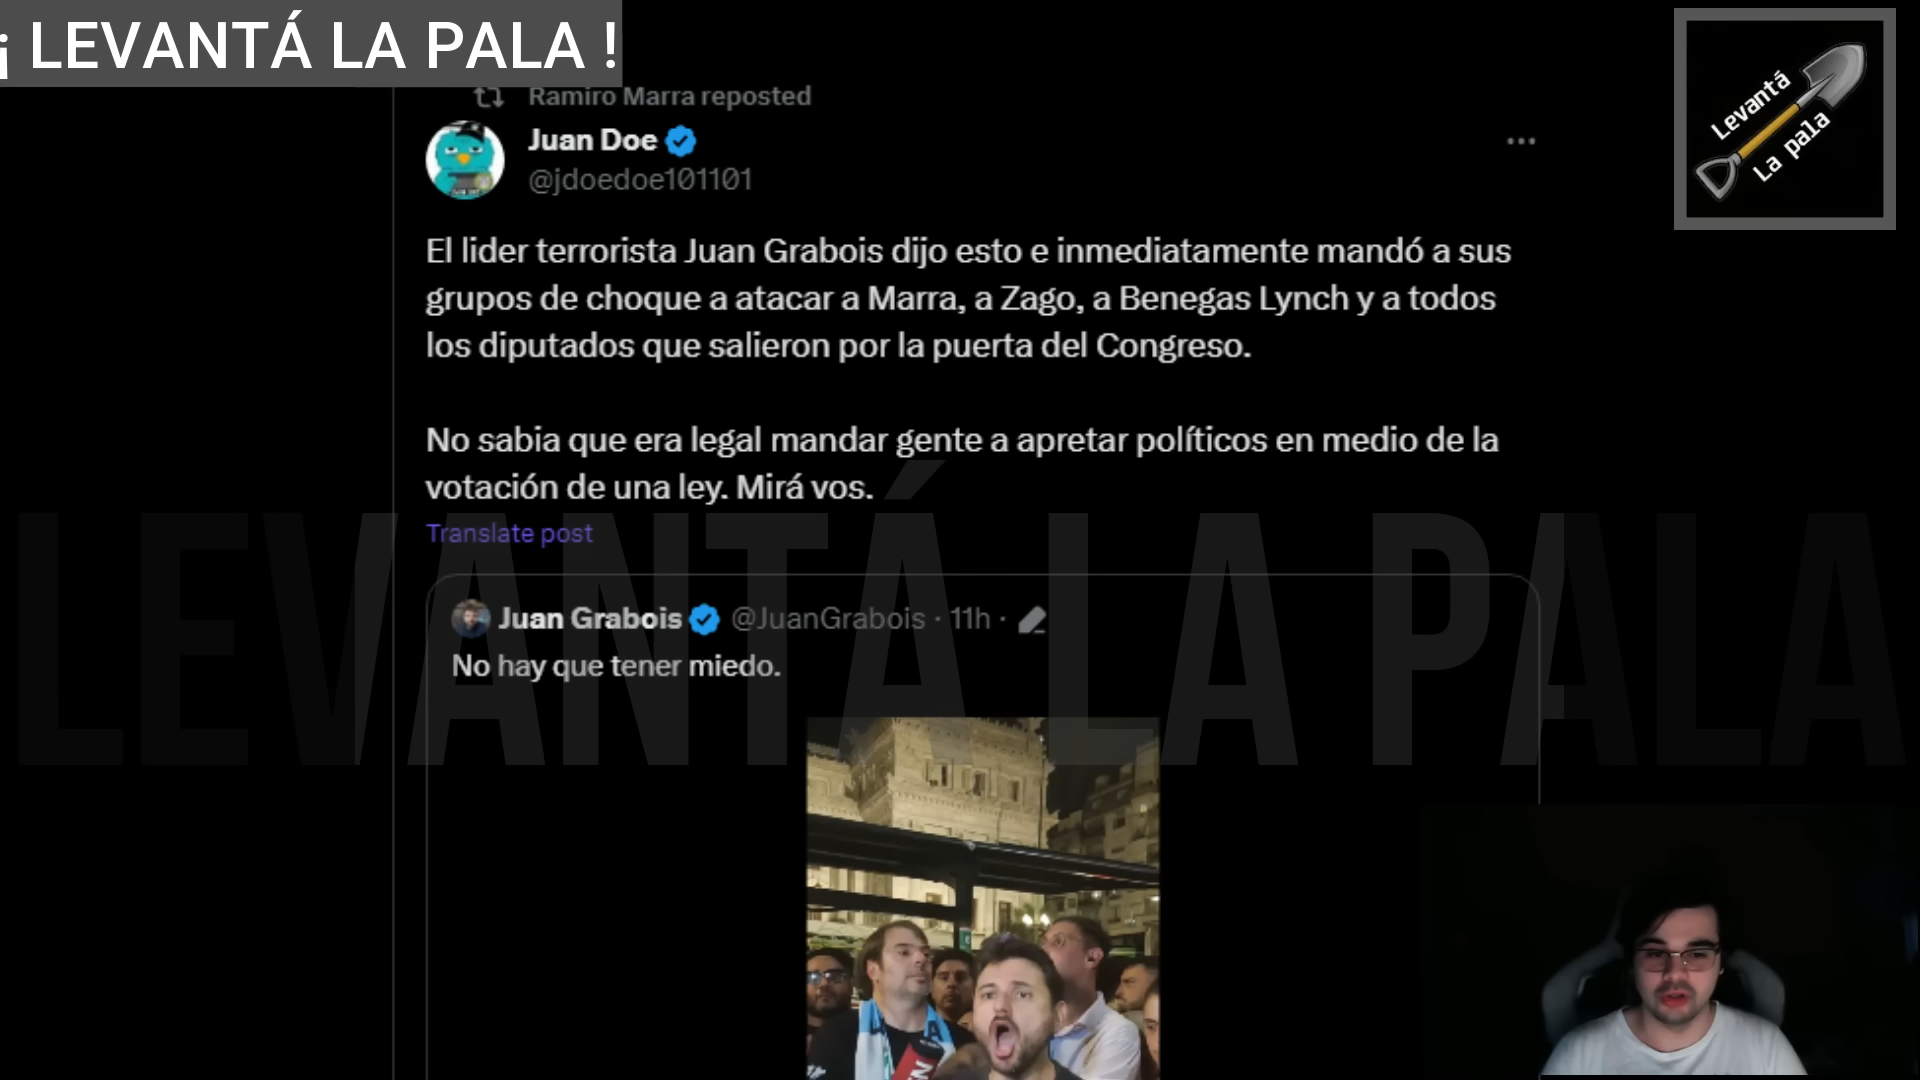 ¡ LEVANTÁ LA PALA !
Ramiro Marra reposted
Juan Doe
@jdoedoe101101
El lider terrorista Juan Grabois dijo esto e inmediatamente mandó a sus
grupos de choque a atacar a Marra, a Zago, a Benegas Lynch y a todos
los diputados que salieron por la puerta del Congreso.
No sabia que era legal mandar gente a apretar políticos en medio de la
votación de una ley. Mirá vos.
Translate post
Juan Grabois @JuanGrabois · 11h ·
No hay que tener miedo.
LEVANTÁ LA PALA
Levantá
La pala